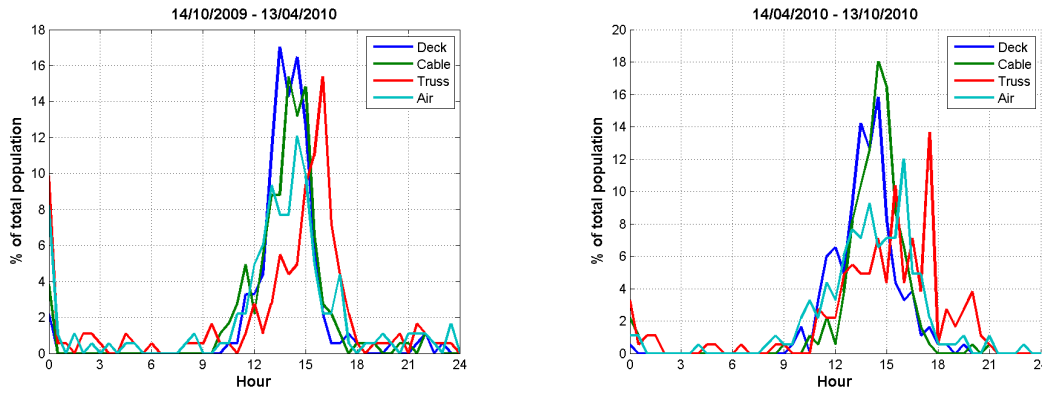 14/10/2009 - 13/04/2010
% of total population
18
16
14
12
10
8
6
4
2
0
Deck
Cable
Truss
Air
0 3 6 9 12 15 18 21 24
Hour
14/04/2010 - 13/10/2010
% of total population
20
18
16
14
12
10
8
6
4
2
0
Deck
Cable
Truss
Air
0 3 6 9 12 15 18 21 24
Hour